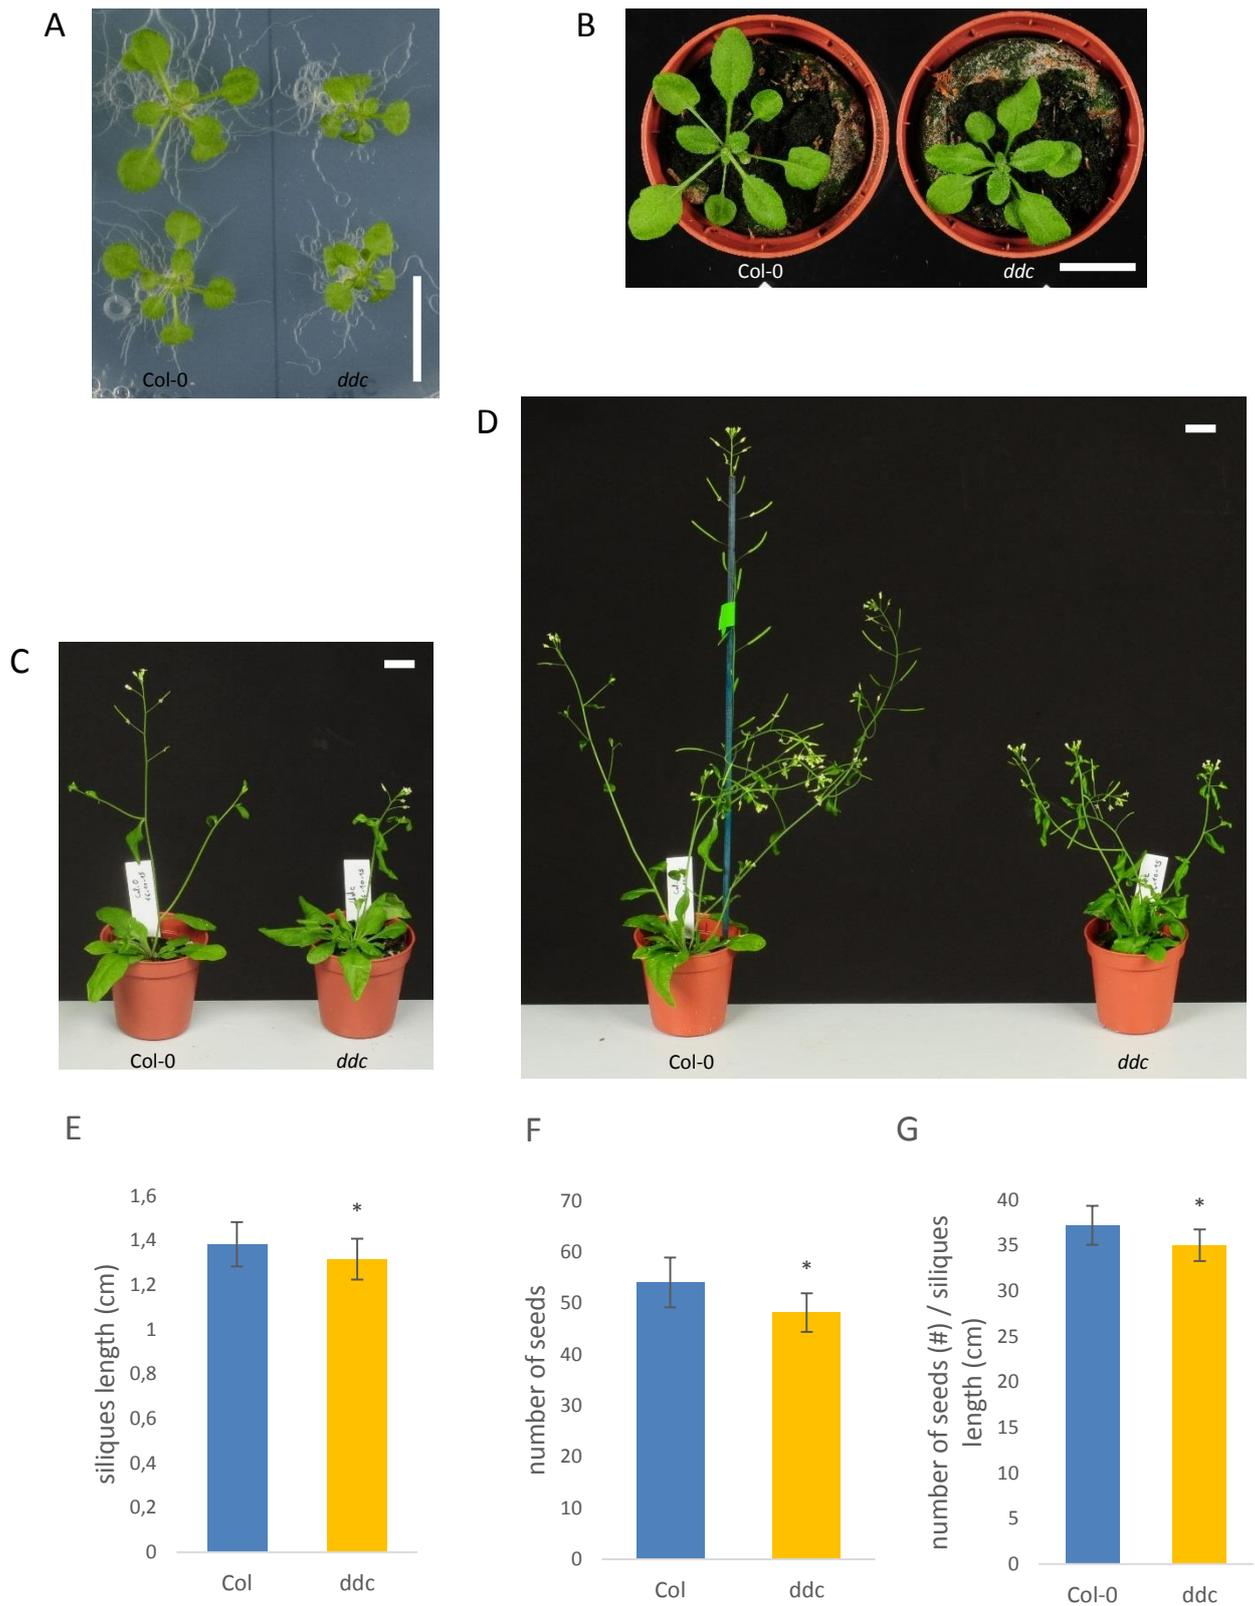 A
B
Col-0
ddc
Col-0
ddc
D
C
Col-0
ddc
Col-0
ddc
E
F
G
siliques length (cm)
1,6
1,4
1,2
1
0,8
0,6
0,4
0,2
0
*
Col
ddc
number of seeds
70
60
50
40
30
20
10
0
*
Col
ddc
number of seeds (#) / siliques
length (cm)
40
35
30
25
20
15
10
5
0
*
Col-0
ddc